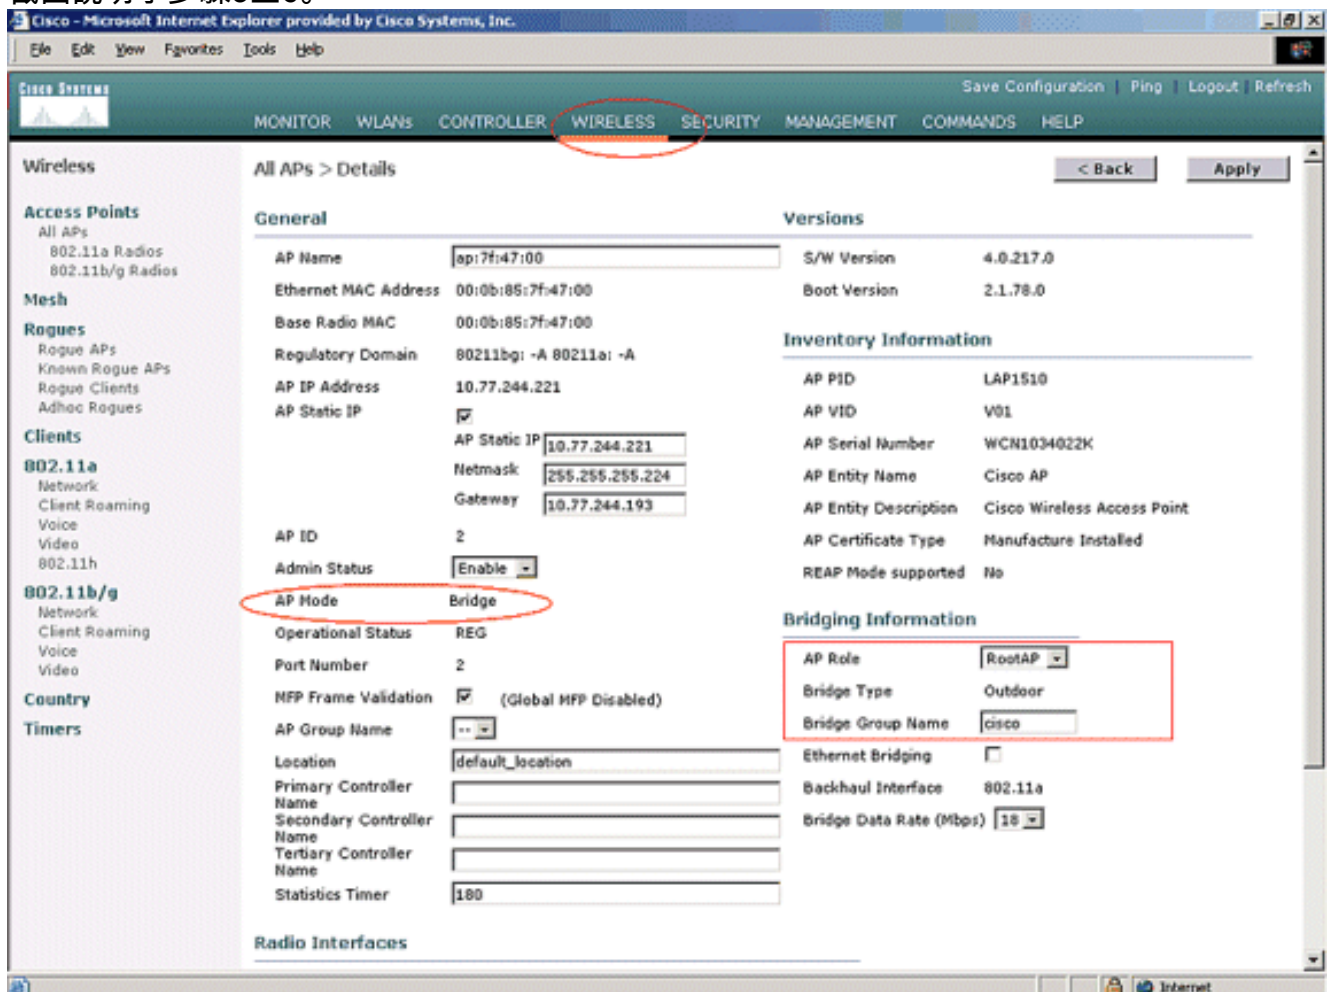 Cisco - Microsoft Internet Explorer provided by Cisco Systems, Inc.
File Edit View Favorites Tools Help
CISCO SYSTEMS
Save Configuration | Ping | Logout | Refresh
MONITOR WLANs CONTROLLER WIRELESS SECURITY MANAGEMENT COMMANDS HELP
Wireless
Access Points
All APs
802.11a Radios
802.11b/g Radios
Mesh
Rogues
Rogue APs
Known Rogue APs
Rogue Clients
Adhoc Rogues
Clients
802.11a
Network
Client Roaming
Voice
Video
802.11h
802.11b/g
Network
Client Roaming
Voice
Video
Country
Timers
All APs > Details
< Back Apply
General
AP Name ap:7f:47:00
Ethernet MAC Address 00:0b:85:7f:47:00
Base Radio MAC 00:0b:85:7f:47:00
Regulatory Domain 80211bg: -A 80211a: -A
AP IP Address 10.77.244.221
AP Static IP
AP Static IP 10.77.244.221
Netmask 255.255.255.224
Gateway 10.77.244.193
AP ID 2
Admin Status Enable
AP Mode Bridge
Operational Status REG
Port Number 2
MFP Frame Validation (Global MFP Disabled)
AP Group Name --
Location default_location
Primary Controller
Name
Secondary Controller
Name
Tertiary Controller
Name
Statistics Timer 180
Radio Interfaces
Versions
S/W Version 4.0.217.0
Boot Version 2.1.78.0
Inventory Information
AP PID LAP1510
AP VID V01
AP Serial Number WCN1034022K
AP Entity Name Cisco AP
AP Entity Description Cisco Wireless Access Point
AP Certificate Type Manufacture Installed
REAP Mode supported No
Bridging Information
AP Role RootAP
Bridge Type Outdoor
Bridge Group Name cisco
Ethernet Bridging
Backhaul Interface 802.11a
Bridge Data Rate (Mbps) 18
Internet